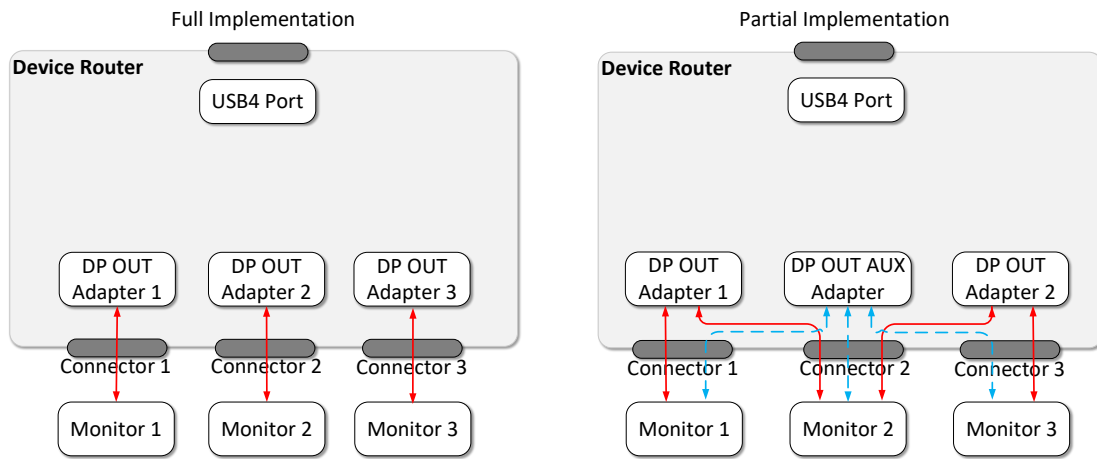 Full Implementation
Device Router
USB4 Port
DP OUT
Adapter 1
DP OUT
Adapter 2
DP OUT
Adapter 3
Connector 1
Connector 2
Connector 3
Monitor 1
Monitor 2
Monitor 3
Partial Implementation
Device Router
USB4 Port
DP OUT
Adapter 1
DP OUT AUX
Adapter
DP OUT
Adapter 2
Connector 1
Connector 2
Connector 3
Monitor 1
Monitor 2
Monitor 3